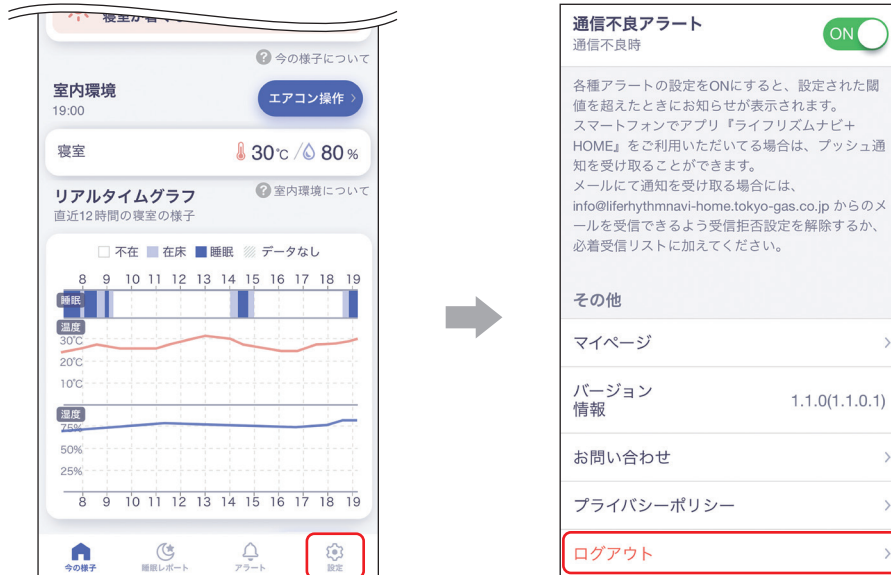 今の様子について
室内環境
19:00
エアコン操作
寝室
30℃ / 80%
リアルタイムグラフ
室内環境について
直近12時間の寝室の様子
不在 在床 睡眠 データなし
8 9 10 11 12 13 14 15 16 17 18 19
睡眠
温度
30℃
20℃
10℃
湿度
75%
50%
25%
8 9 10 11 12 13 14 15 16 17 18 19
今の様子 睡眠レポート アラート 設定
通信不良アラート
通信不良時
ON
各種アラートの設定をONにすると、設定された閾
値を超えたときにお知らせが表示されます。
スマートフォンでアプリ『ライフリズムナビ+
HOME』をご利用いただいてる場合は、プッシュ通
知を受け取ることができます。
メールにて通知を受け取る場合には、
info@liferhythmnavi-home.tokyo-gas.co.jp からのメ
ールを受信できるよう受信拒否設定を解除するか、
必着受信リストに加えてください。
その他
マイページ
バージョン
情報
1.1.0(1.1.0.1)
お問い合わせ
プライバシーポリシー
ログアウト